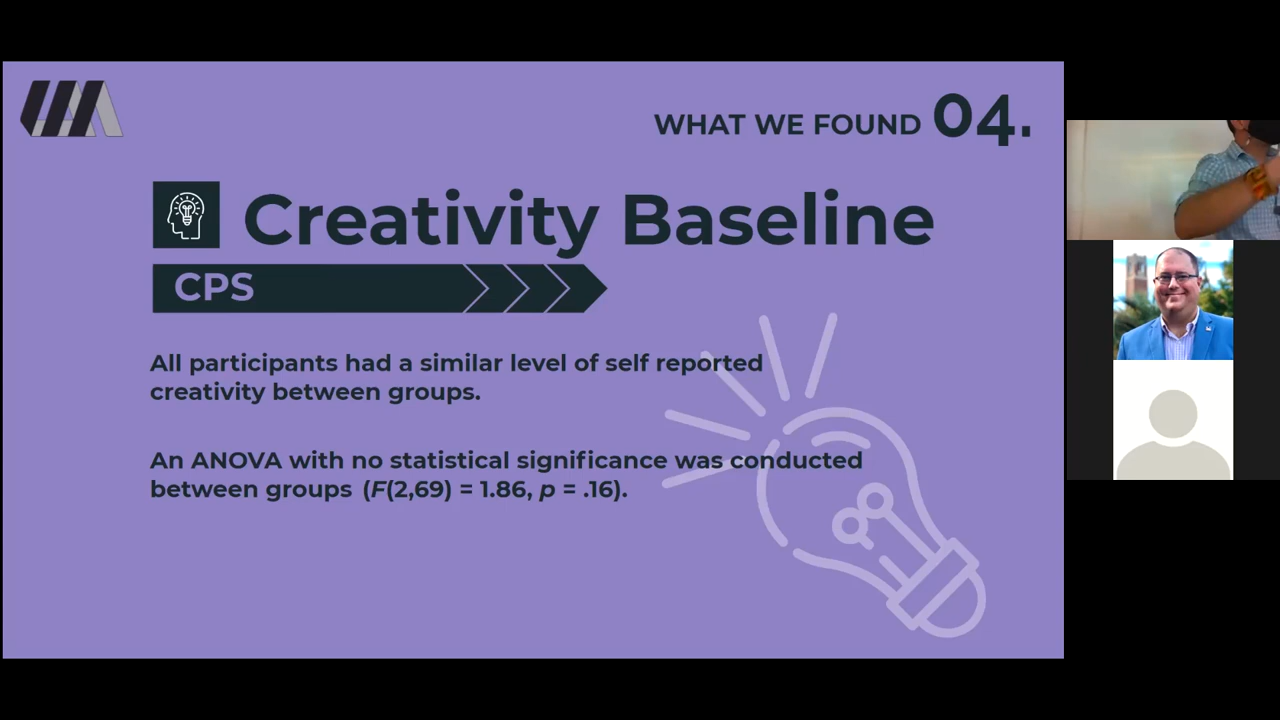 WHAT WE FOUND 04.
Creativity Baseline
CPS
All participants had a similar level of self reported
creativity between groups.
An ANOVA with no statistical significance was conducted
between groups (F(2,69) = 1.86, p = .16).